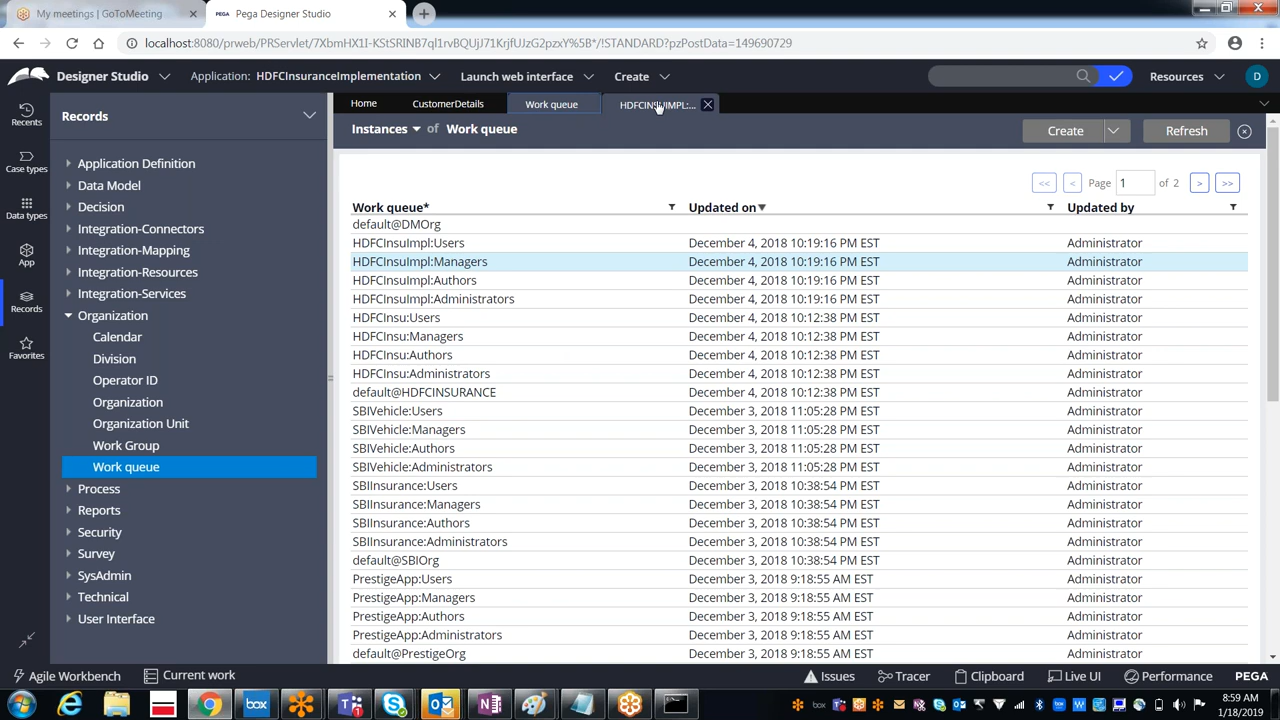 My meetings | GoToMeeting
PEGA Pega Designer Studio
localhost:8080/prweb/PRServlet/7XbmHX1I-KStSRINB7ql1rvBQUjJ71KrjfUJzG2pzxY%5B*/!STANDARD?pzPostData=149690729
Designer Studio
Application: HDFCInsuranceImplementation
Launch web interface
Create
Resources
D
Recents
Case types
Data types
App
Records
Favorites
Records
Application Definition
Data Model
Decision
Integration-Connectors
Integration-Mapping
Integration-Resources
Integration-Services
Organization
Calendar
Division
Operator ID
Organization
Organization Unit
Work Group
Work queue
Process
Reports
Security
Survey
SysAdmin
Technical
User Interface
Home CustomerDetails Work queue
Instances of Work queue
Create Refresh
<< < Page 1 of 2 > >>
Work queue* Updated on Updated by
default@DMOrg
HDFCInsuImpl:Users December 4, 2018 10:19:16 PM EST Administrator
HDFCInsuImpl:Managers December 4, 2018 10:19:16 PM EST Administrator
HDFCInsuImpl:Authors December 4, 2018 10:19:16 PM EST Administrator
HDFCInsuImpl:Administrators December 4, 2018 10:19:16 PM EST Administrator
HDFCInsu:Users December 4, 2018 10:12:38 PM EST Administrator
HDFCInsu:Managers December 4, 2018 10:12:38 PM EST Administrator
HDFCInsu:Authors December 4, 2018 10:12:38 PM EST Administrator
HDFCInsu:Administrators December 4, 2018 10:12:38 PM EST Administrator
default@HDFCINSURANCE December 4, 2018 10:12:38 PM EST Administrator
SBIVehicle:Users December 3, 2018 11:05:28 PM EST Administrator
SBIVehicle:Managers December 3, 2018 11:05:28 PM EST Administrator
SBIVehicle:Authors December 3, 2018 11:05:28 PM EST Administrator
SBIVehicle:Administrators December 3, 2018 11:05:28 PM EST Administrator
SBIInsurance:Users December 3, 2018 10:38:54 PM EST Administrator
SBIInsurance:Managers December 3, 2018 10:38:54 PM EST Administrator
SBIInsurance:Authors December 3, 2018 10:38:54 PM EST Administrator
SBIInsurance:Administrators December 3, 2018 10:38:54 PM EST Administrator
default@SBIOrg December 3, 2018 10:38:54 PM EST Administrator
PrestigeApp:Users December 3, 2018 9:18:55 AM EST Administrator
PrestigeApp:Managers December 3, 2018 9:18:55 AM EST Administrator
PrestigeApp:Authors December 3, 2018 9:18:55 AM EST Administrator
PrestigeApp:Administrators December 3, 2018 9:18:55 AM EST Administrator
default@PrestigeOrg December 3, 2018 9:18:55 AM EST Administrator
Agile Workbench Current work Issues Tracer Clipboard Live UI Performance PEGA
box
8:59 AM
1/18/2019